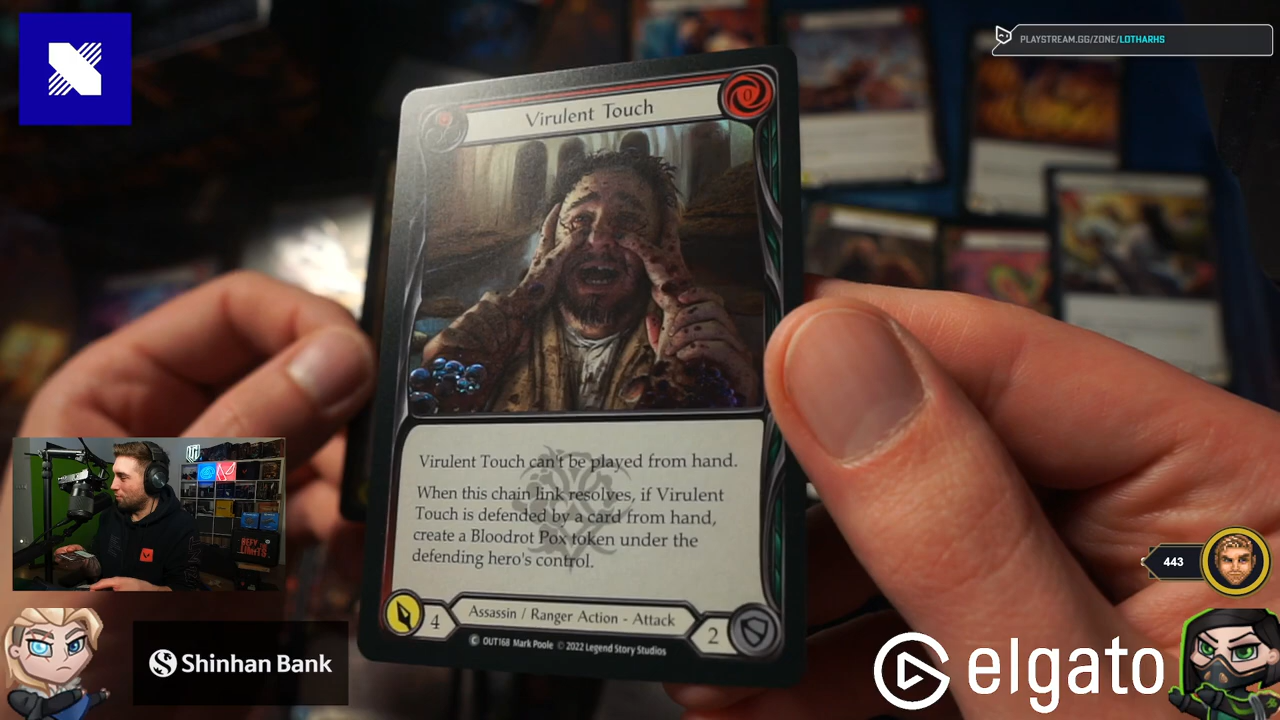 PLAYSTREAM.GG/ZONE/LOTHARHS
Virulent Touch
0
Virulent Touch can't be played from hand.
When this chain link resolves, if Virulent
Touch is defended by a card from hand,
create a Bloodrot Pox token under the
defending hero's control.
4
Assassin / Ranger Action - Attack
2
C OUT168 Mark Poole © 2022 Legend Story Studios
443
Shinhan Bank
elgato